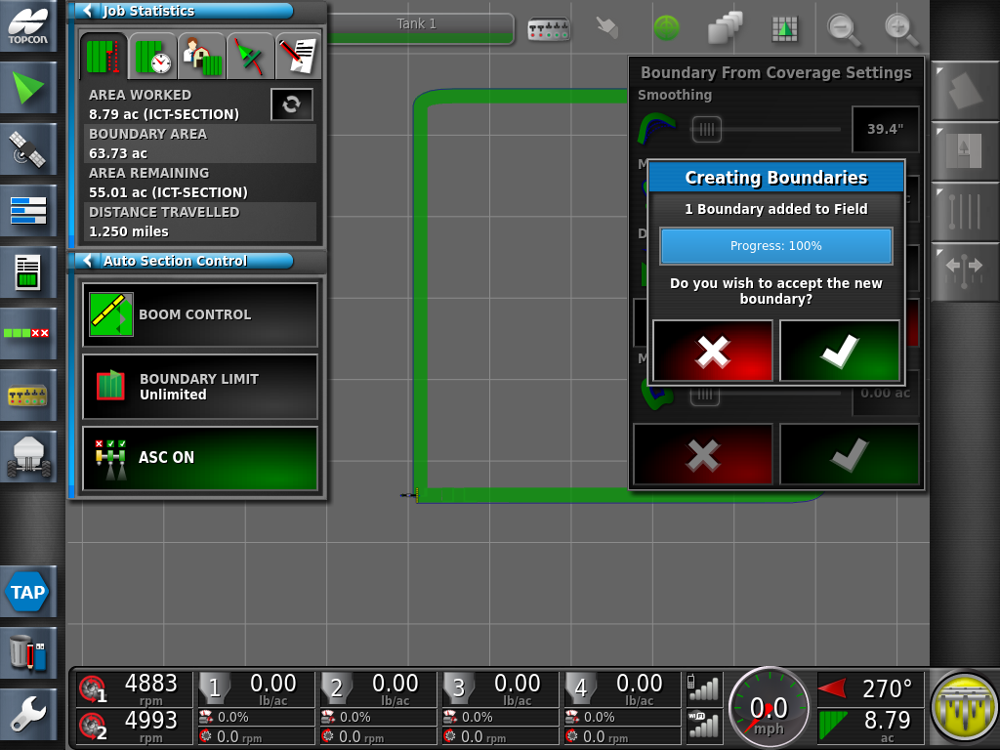 TOPCON
Job Statistics
Tank 1
AREA WORKED
8.79 ac (ICT-SECTION)
BOUNDARY AREA
63.73 ac
AREA REMAINING
55.01 ac (ICT-SECTION)
DISTANCE TRAVELLED
1.250 miles
Auto Section Control
BOOM CONTROL
BOUNDARY LIMIT
Unlimited
ASC ON
Boundary From Coverage Settings
Smoothing
39.4"
Creating Boundaries
1 Boundary added to Field
Progress: 100%
Do you wish to accept the new
boundary?
0.00 ac
TAP
1 4883 rpm
2 4993 rpm
1 0.00 lb/ac
0.0%
0.0 rpm
2 0.00 lb/ac
0.0%
0.0 rpm
3 0.00 lb/ac
0.0%
0.0 rpm
4 0.00 lb/ac
0.0%
0.0 rpm
WiFi
0.0
mph
270°
8.79
ac